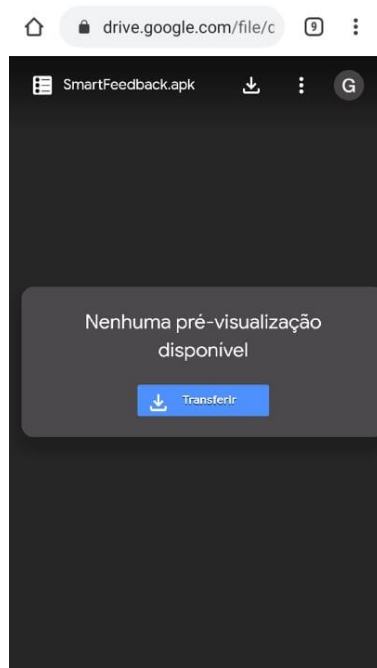 drive.google.com/file/c
9
SmartFeedback.apk
G
Nenhuma pré-visualização
disponível
Transferir